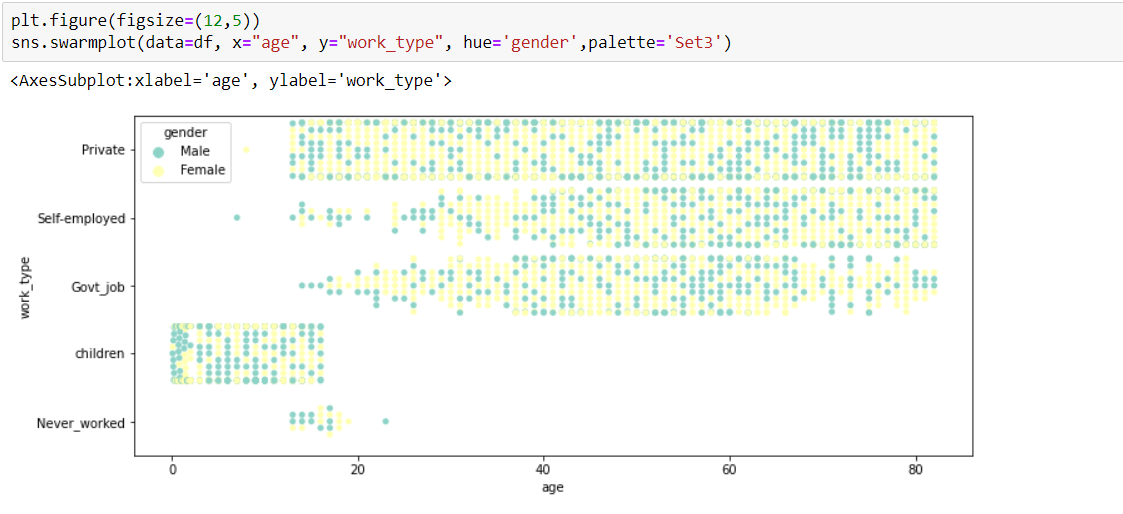 plt.figure(figsize=(12,5))
sns.swarmplot(data=df, x="age", y="work_type", hue='gender',palette='Set3')
<AxesSubplot:xlabel='age', ylabel='work_type'>
gender
Male
Female
Private
Self-employed
Govt_job
children
Never_worked
work_type
0 20 40 60 80
age